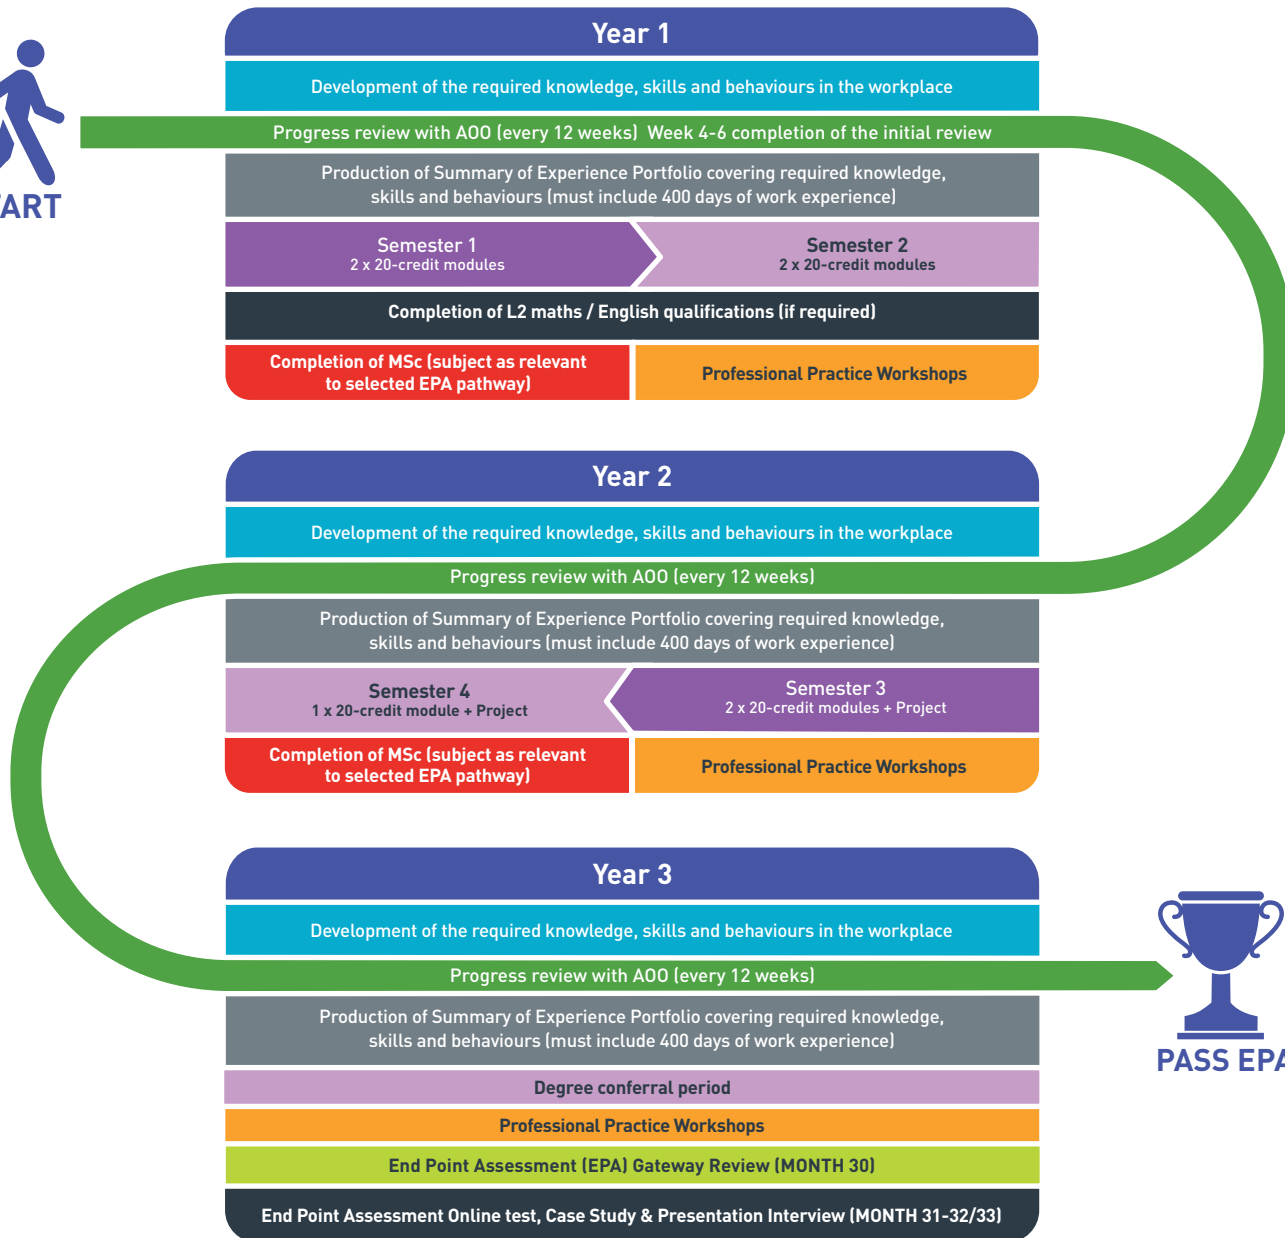 Year 1
Development of the required knowledge, skills and behaviours in the workplace
Progress review with AOO (every 12 weeks) Week 4-6 completion of the initial review
Production of Summary of Experience Portfolio covering required knowledge,
skills and behaviours (must include 400 days of work experience)
TART
Semester 1
2 x 20-credit modules
Semester 2
2 x 20-credit modules
Completion of L2 maths / English qualifications (if required)
Completion of MSc (subject as relevant
to selected EPA pathway)
Professional Practice Workshops
Year 2
Development of the required knowledge, skills and behaviours in the workplace
Progress review with AOO (every 12 weeks)
Production of Summary of Experience Portfolio covering required knowledge,
skills and behaviours (must include 400 days of work experience)
Semester 4
1 x 20-credit module + Project
Semester 3
2 x 20-credit modules + Project
Completion of MSc (subject as relevant
to selected EPA pathway)
Professional Practice Workshops
Year 3
Development of the required knowledge, skills and behaviours in the workplace
Progress review with AOO (every 12 weeks)
Production of Summary of Experience Portfolio covering required knowledge,
skills and behaviours (must include 400 days of work experience)
PASS EPA
Degree conferral period
Professional Practice Workshops
End Point Assessment (EPA) Gateway Review (MONTH 30)
End Point Assessment Online test, Case Study & Presentation Interview (MONTH 31-32/33)